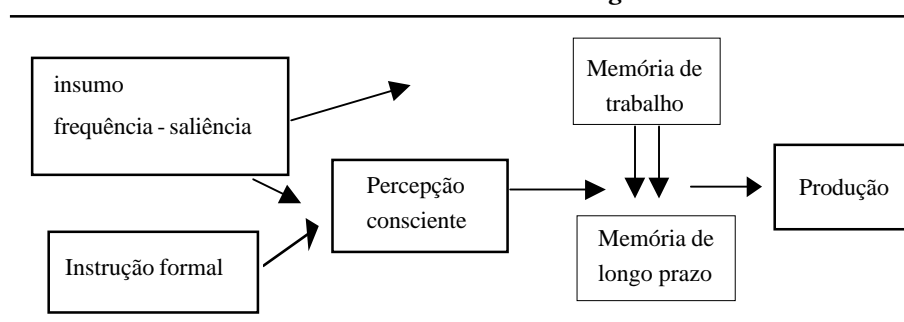 insumo
frequência - saliência
Instrução formal
Percepção
consciente
Memória de
trabalho
Memória de
longo prazo
Produção